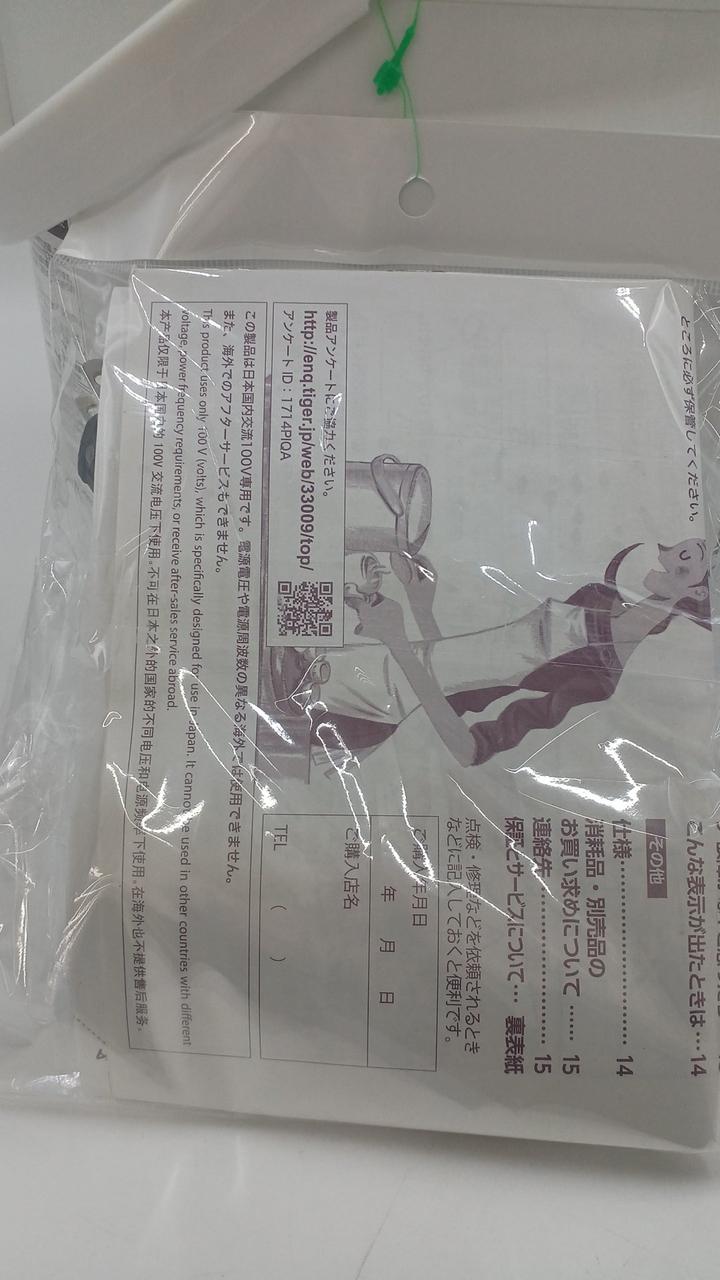 ところに必ず保管してください。
こんな表示が出たときは…14
その他
仕様……………………… 14
消耗品・別売品の
お買い求めについて …… 15
連絡先…………………… 15
保証とサービスについて… 裏表紙
点検・修理などを依頼されるとき
などに記入しておくと便利です。
ご購入年月日
年 月 日
ご購入店名
TEL ( )
製品アンケートにご協力ください。
http://enq.tiger.jp/web/33009/top/
アンケート ID：1714PIQA
この製品は日本国内交流100V専用です。電源電圧や電源周波数の異なる海外では使用できません。
また、海外でのアフターサービスもできません。
This product uses only 100 V (volts), which is specifically designed for use in Japan. It cannot be used in other countries with different
voltage, power frequency requirements, or receive after-sales service abroad.
本产品仅限于日本国内的 100V 交流电压下使用。不可在日本之外的国家的不同电压和电源频率下使用。在海外也不提供售后服务。